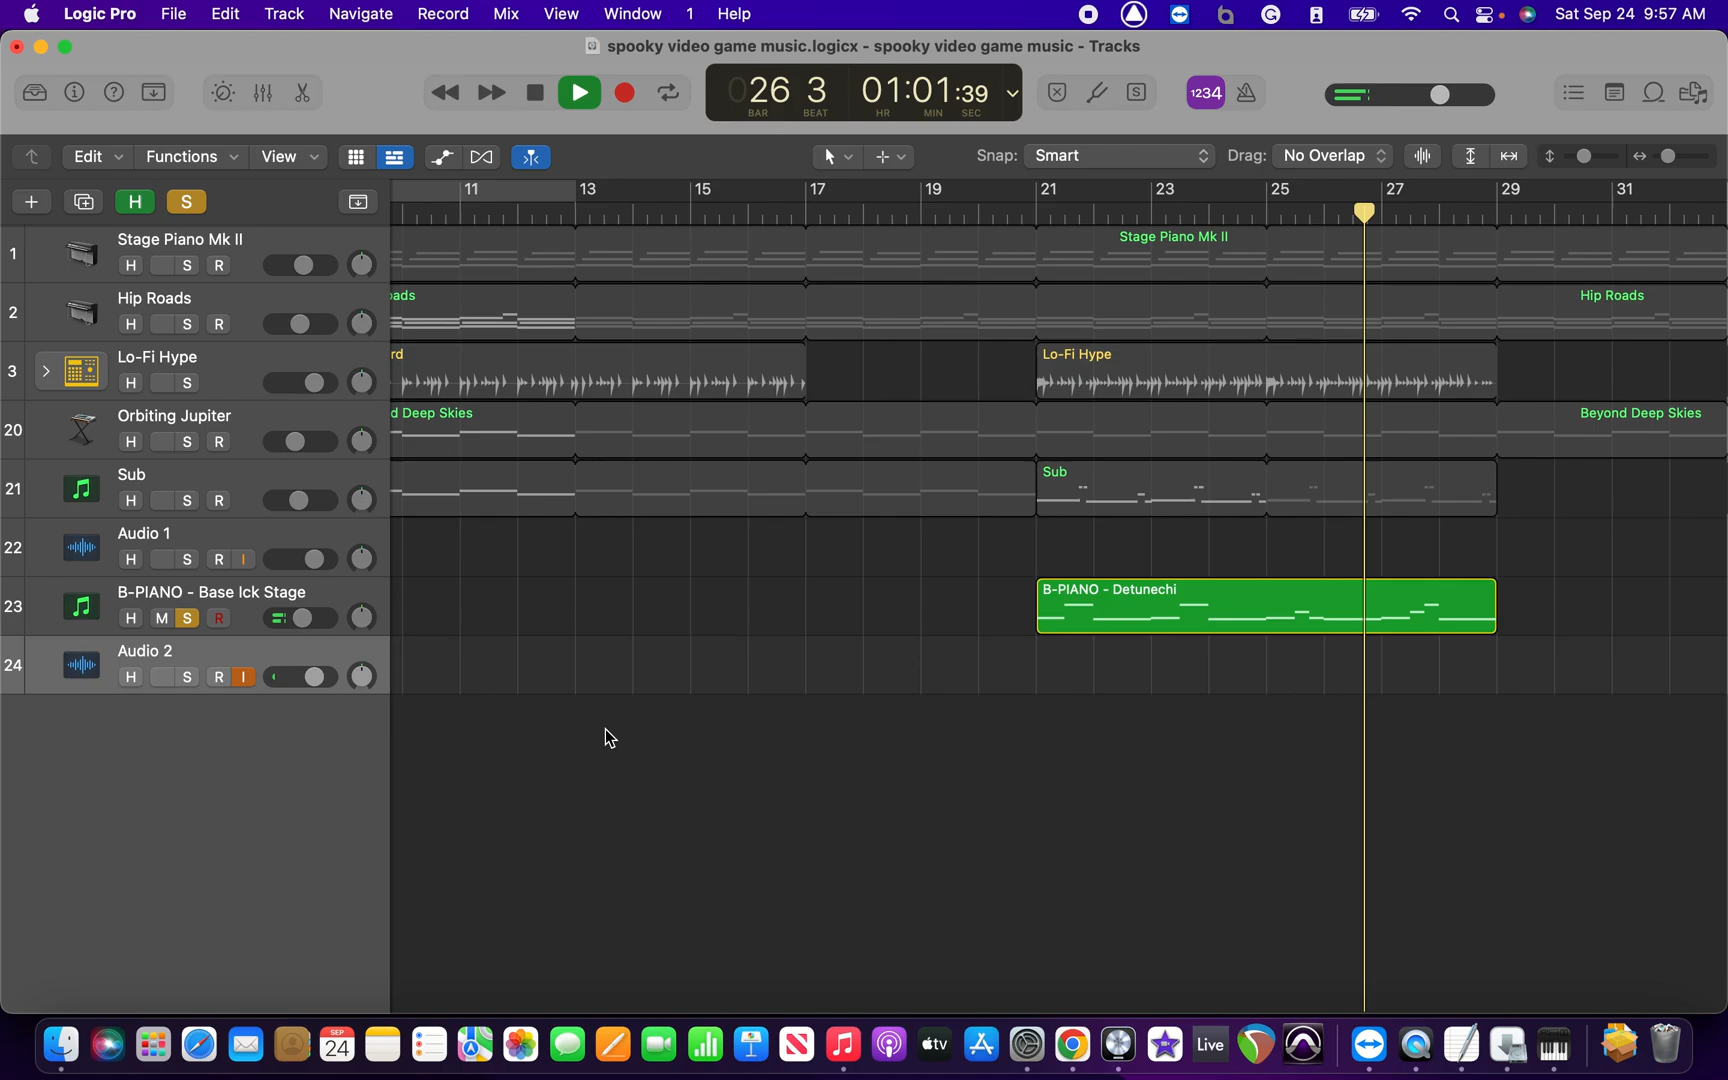 Logic Pro File Edit Track Navigate Record Mix View Window 1 Help Sat Sep 24 9:57 AM
spooky video game music.logicx - spooky video game music - Tracks
26 3 01:01:39 1234
BAR BEAT HR MIN SEC
Edit Functions View Snap: Smart Drag: No Overlap
H S 11 13 15 17 19 21 23 25 27 29 31
1 Stage Piano Mk II
H S R
Stage Piano Mk II
2 Hip Roads
H S R
oads
Hip Roads
3 Lo-Fi Hype
H S
rd
Lo-Fi Hype
20 Orbiting Jupiter
H S R
d Deep Skies
Beyond Deep Skies
21 Sub
H S R
Sub
22 Audio 1
H S R I
23 B-PIANO - Base Ick Stage
H M S R
B-PIANO - Detunechi
24 Audio 2
H S R I
SEP
24
tv
Live